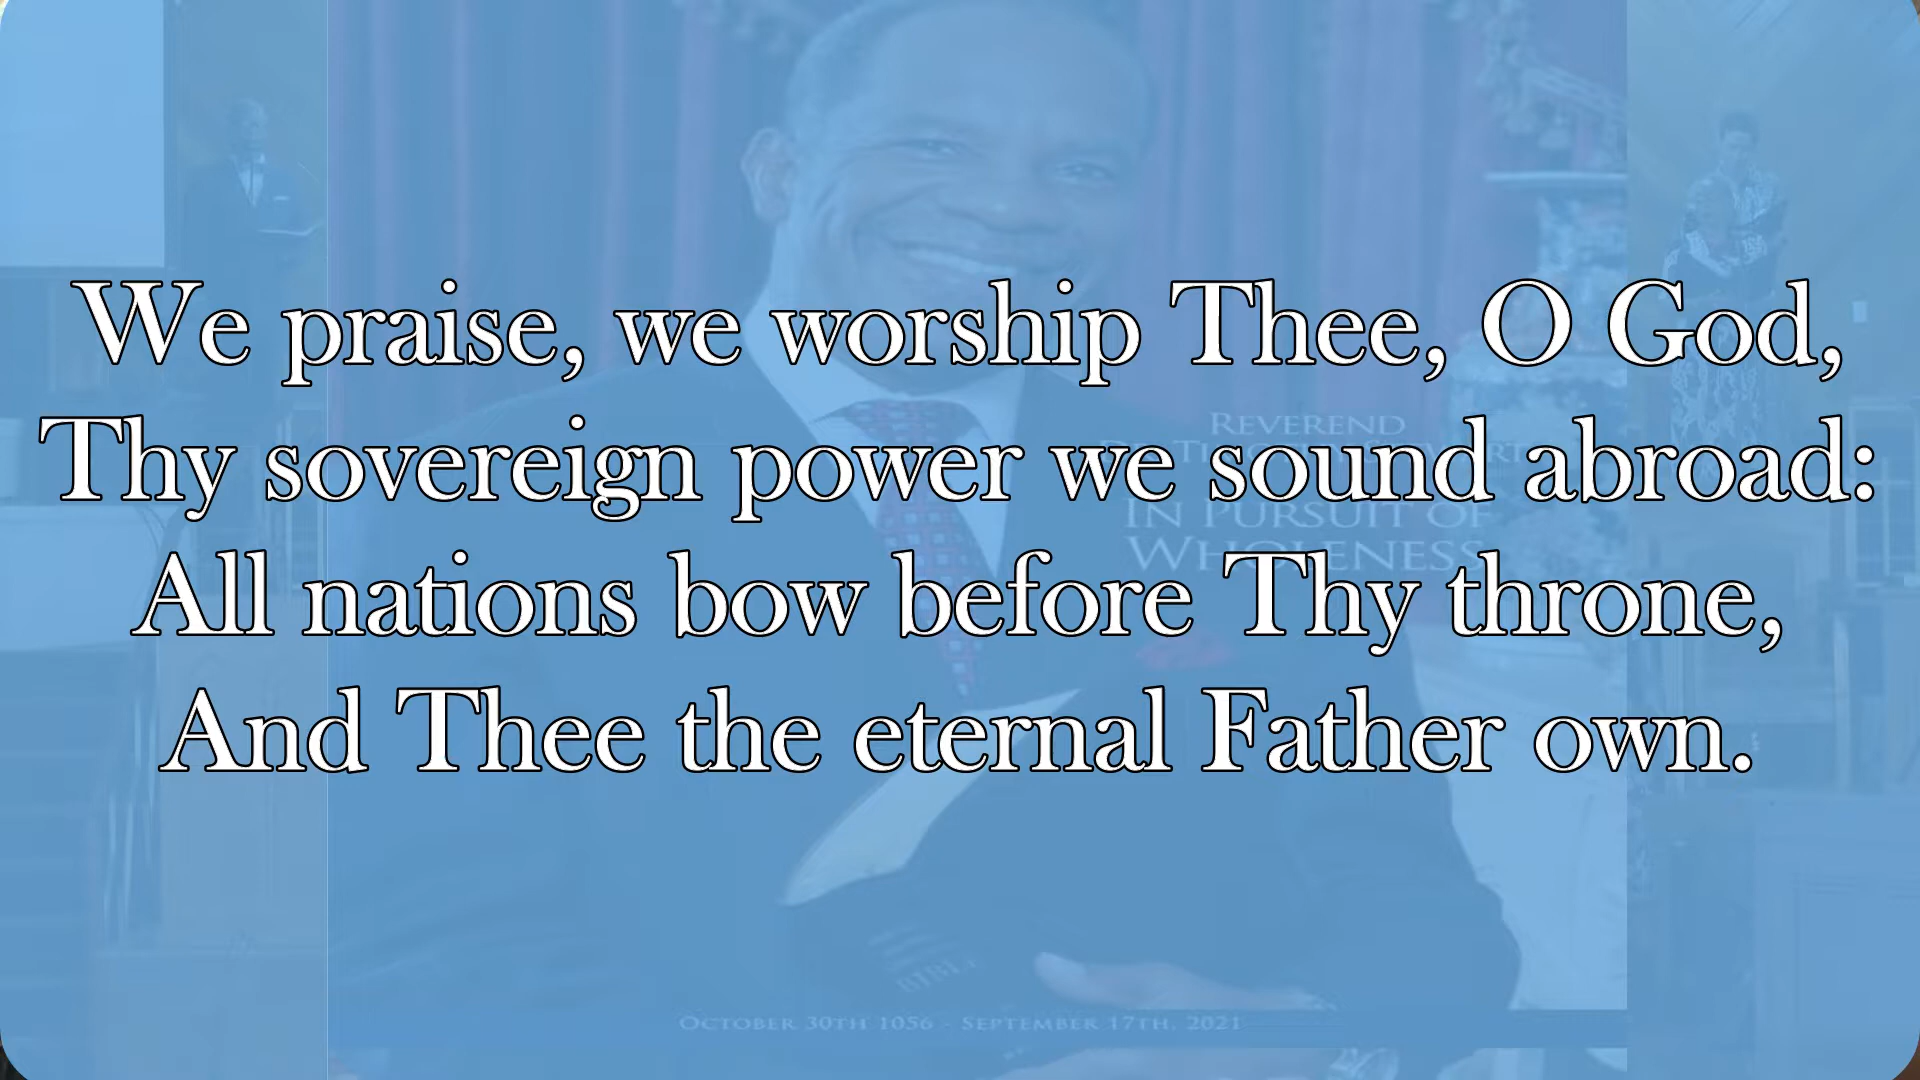 We praise, we worship Thee, O God,
Thy sovereign power we sound abroad:
All nations bow before Thy throne,
And Thee the eternal Father own.
Reverend
In Pursuit of
Wholeness
October 30th 1056 - September 17th, 2021